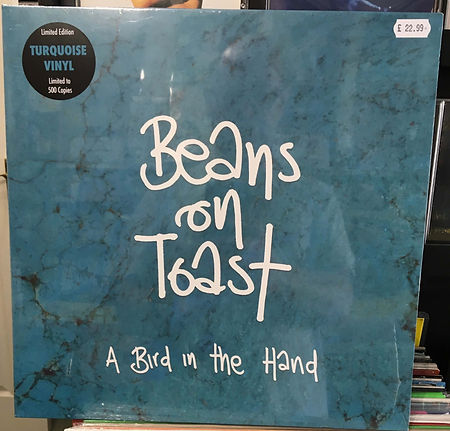 Limited Edition
TURQUOISE
VINYL
Limited to
500 Copies
£ 22.99
Beans
on
Toast
A Bird in the Hand